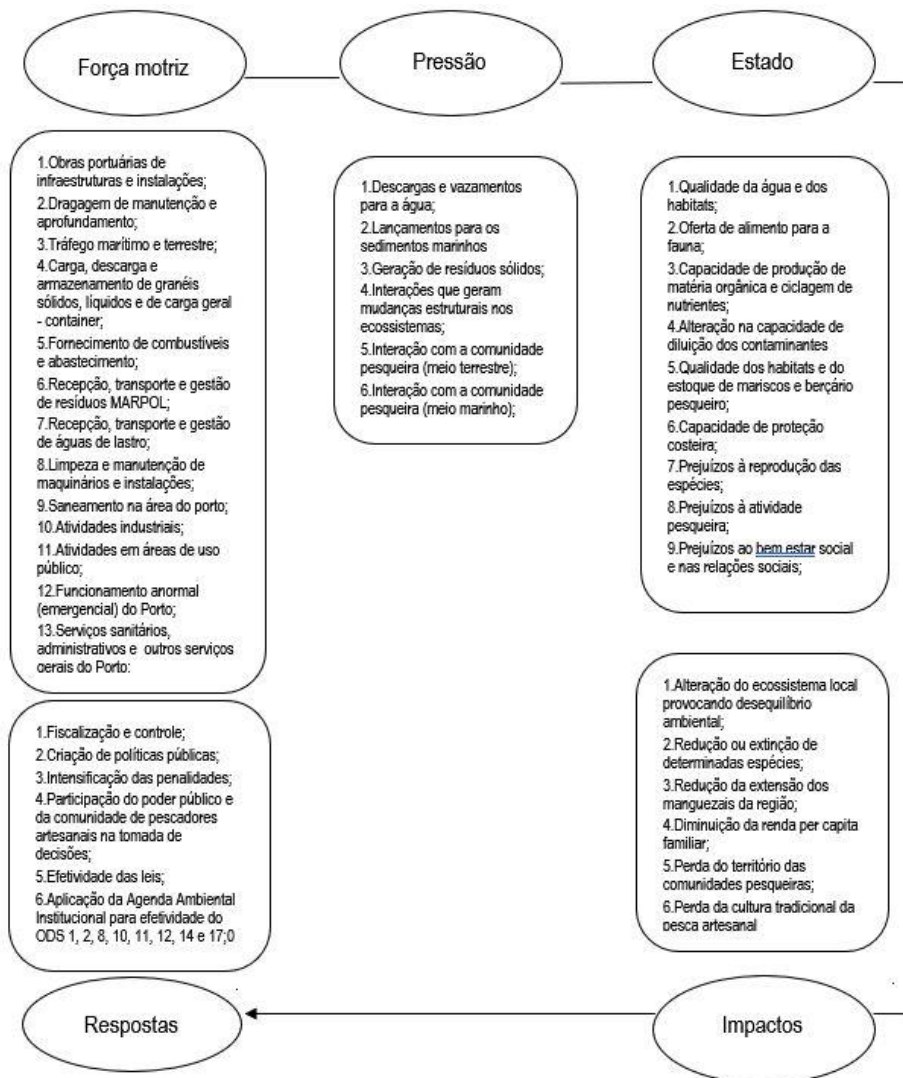 Força motriz
Pressão
Estado
1.Obras portuárias de
infraestruturas e instalações;
2.Dragagem de manutenção e
aprofundamento;
3.Tráfego marítimo e terrestre;
4.Carga, descarga e
armazenamento de granéis
sólidos, líquidos e de carga geral
- container;
5.Fornecimento de combustíveis
e abastecimento;
6.Recepção, transporte e gestão
de resíduos MARPOL;
7.Recepção, transporte e gestão
de águas de lastro;
8.Limpeza e manutenção de
maquinários e instalações;
9.Saneamento na área do porto;
10.Atividades industriais;
11.Atividades em áreas de uso
público;
12.Funcionamento anormal
(emergencial) do Porto;
13.Serviços sanitários,
administrativos e outros serviços
gerais do Porto:
1.Descargas e vazamentos
para a água;
2.Lançamentos para os
sedimentos marinhos
3.Geração de resíduos sólidos;
4.Interações que geram
mudanças estruturais nos
ecossistemas;
5.Interação com a comunidade
pesqueira (meio terrestre);
6.Interação com a comunidade
pesqueira (meio marinho);
1.Qualidade da água e dos
habitats;
2.Oferta de alimento para a
fauna;
3.Capacidade de produção de
matéria orgânica e ciclagem de
nutrientes;
4.Alteração na capacidade de
diluição dos contaminantes
5.Qualidade dos habitats e do
estoque de mariscos e berçário
pesqueiro;
6.Capacidade de proteção
costeira;
7.Prejuízos à reprodução das
espécies;
8.Prejuízos à atividade
pesqueira;
9.Prejuízos ao bem estar social
e nas relações sociais;
1.Fiscalização e controle;
2.Criação de políticas públicas;
3.Intensificação das penalidades;
4.Participação do poder público e
da comunidade de pescadores
artesanais na tomada de
decisões;
5.Efetividade das leis;
6.Aplicação da Agenda Ambiental
Institucional para efetividade do
ODS 1, 2, 8, 10, 11, 12, 14 e 17;0
1.Alteração do ecossistema local
provocando desequilíbrio
ambiental;
2.Redução ou extinção de
determinadas espécies;
3.Redução da extensão dos
manguezais da região;
4.Diminuição da renda per capita
familiar;
5.Perda do território das
comunidades pesqueiras;
6.Perda da cultura tradicional da
pesca artesanal
Respostas
Impactos